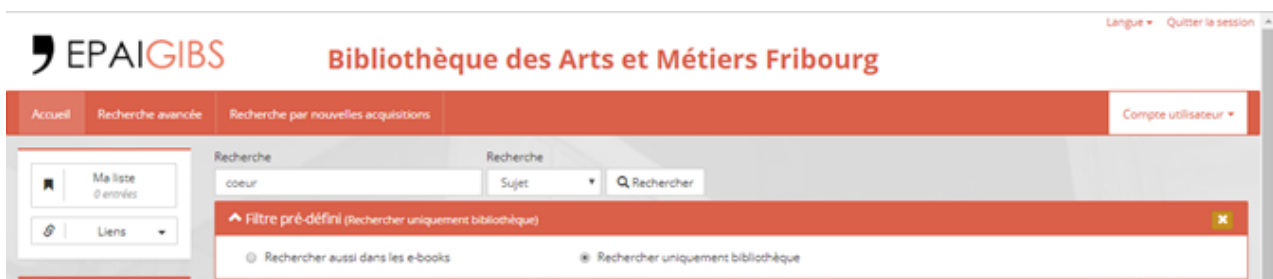 Langue Quitter la session
EPAIGIBS
Bibliothèque des Arts et Métiers Fribourg
Accueil Recherche avancée Recherche par nouvelles acquisitions Compte utilisateur
Recherche Recherche
Ma liste
0 entrées
coeur Sujet Rechercher
Liens
Filtre pré-défini (Rechercher uniquement bibliothèque)
Rechercher aussi dans les e-books Rechercher uniquement bibliothèque